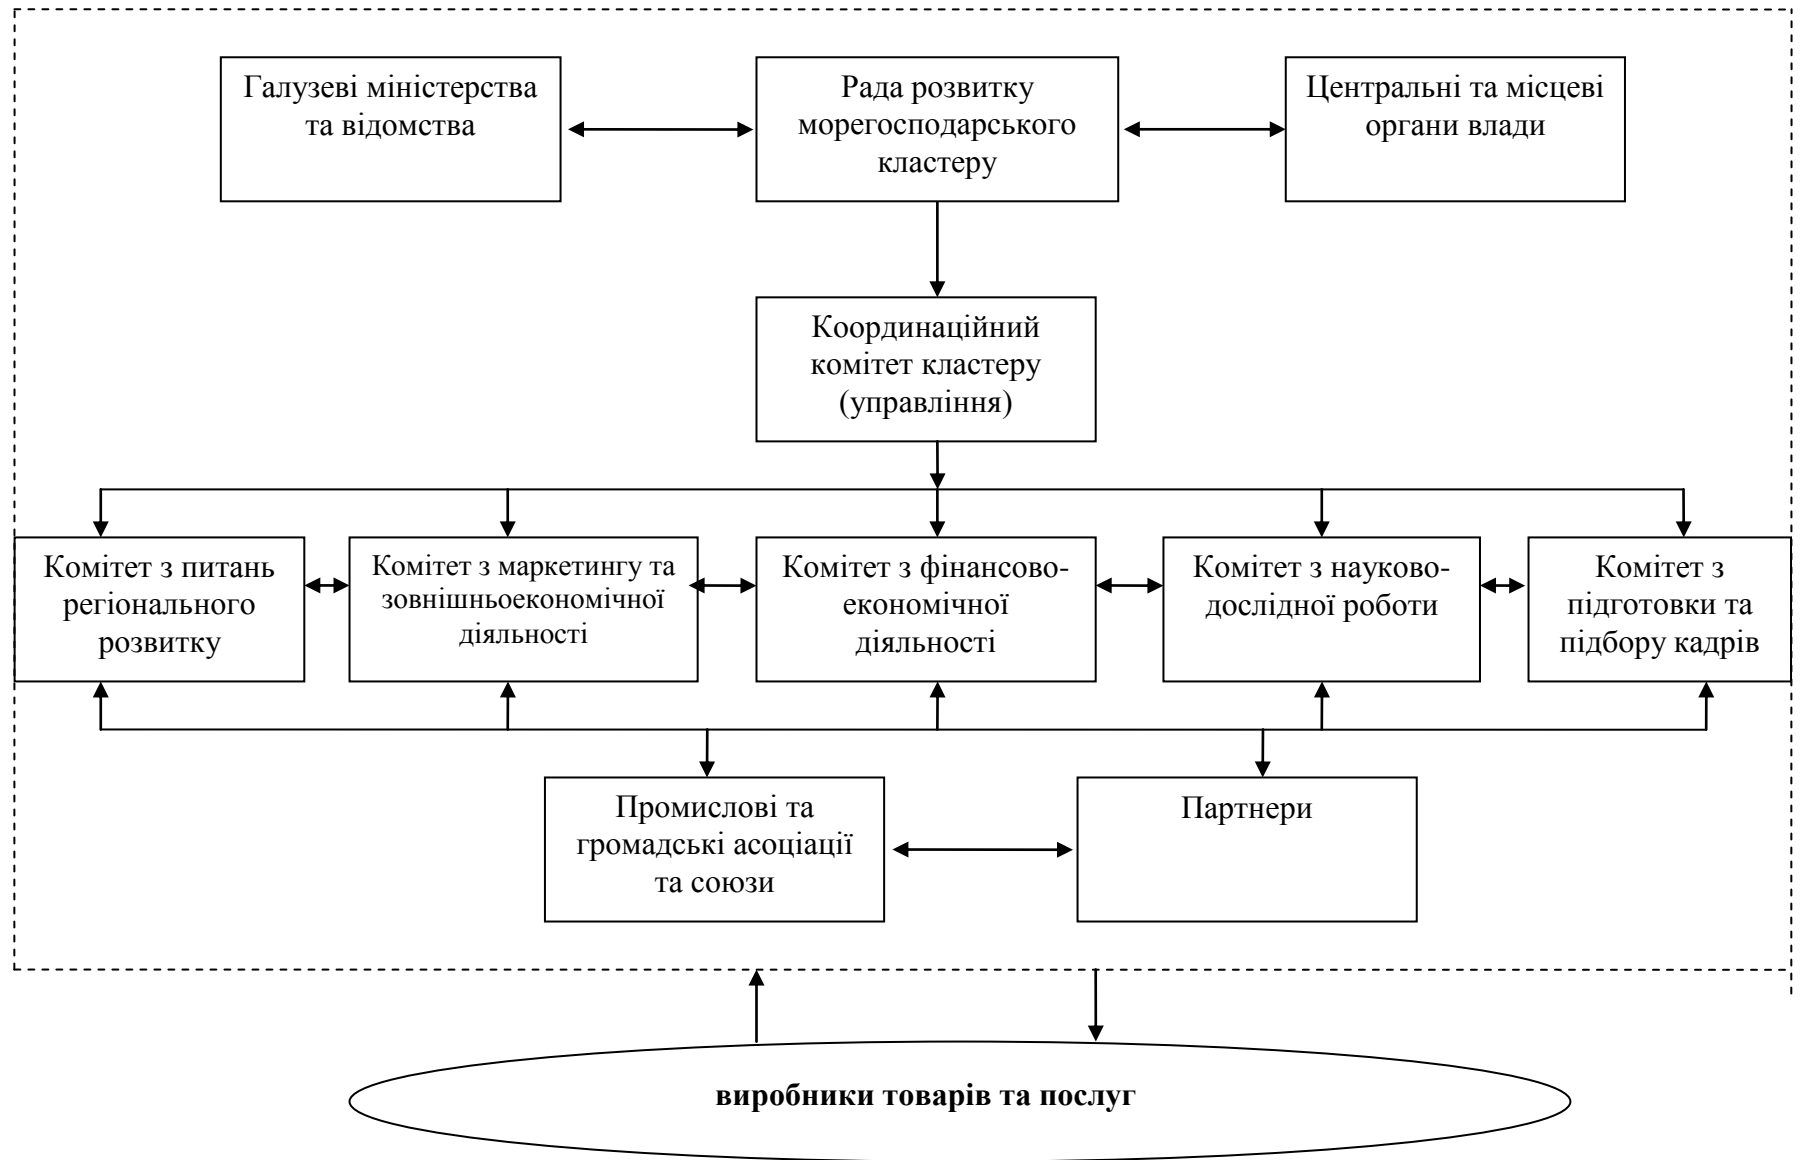 Галузеві міністерства
та відомства
Рада розвитку
морегосподарського
кластеру
Центральні та місцеві
органи влади
Координаційний
комітет кластеру
(управління)
Комітет з питань
регіонального
розвитку
Комітет з маркетингу та
зовнішньоекономічної
діяльності
Комітет з фінансово-
економічної
діяльності
Комітет з науково-
дослідної роботи
Комітет з
підготовки та
підбору кадрів
Промислові та
громадські асоціації
та союзи
Партнери
виробники товарів та послуг